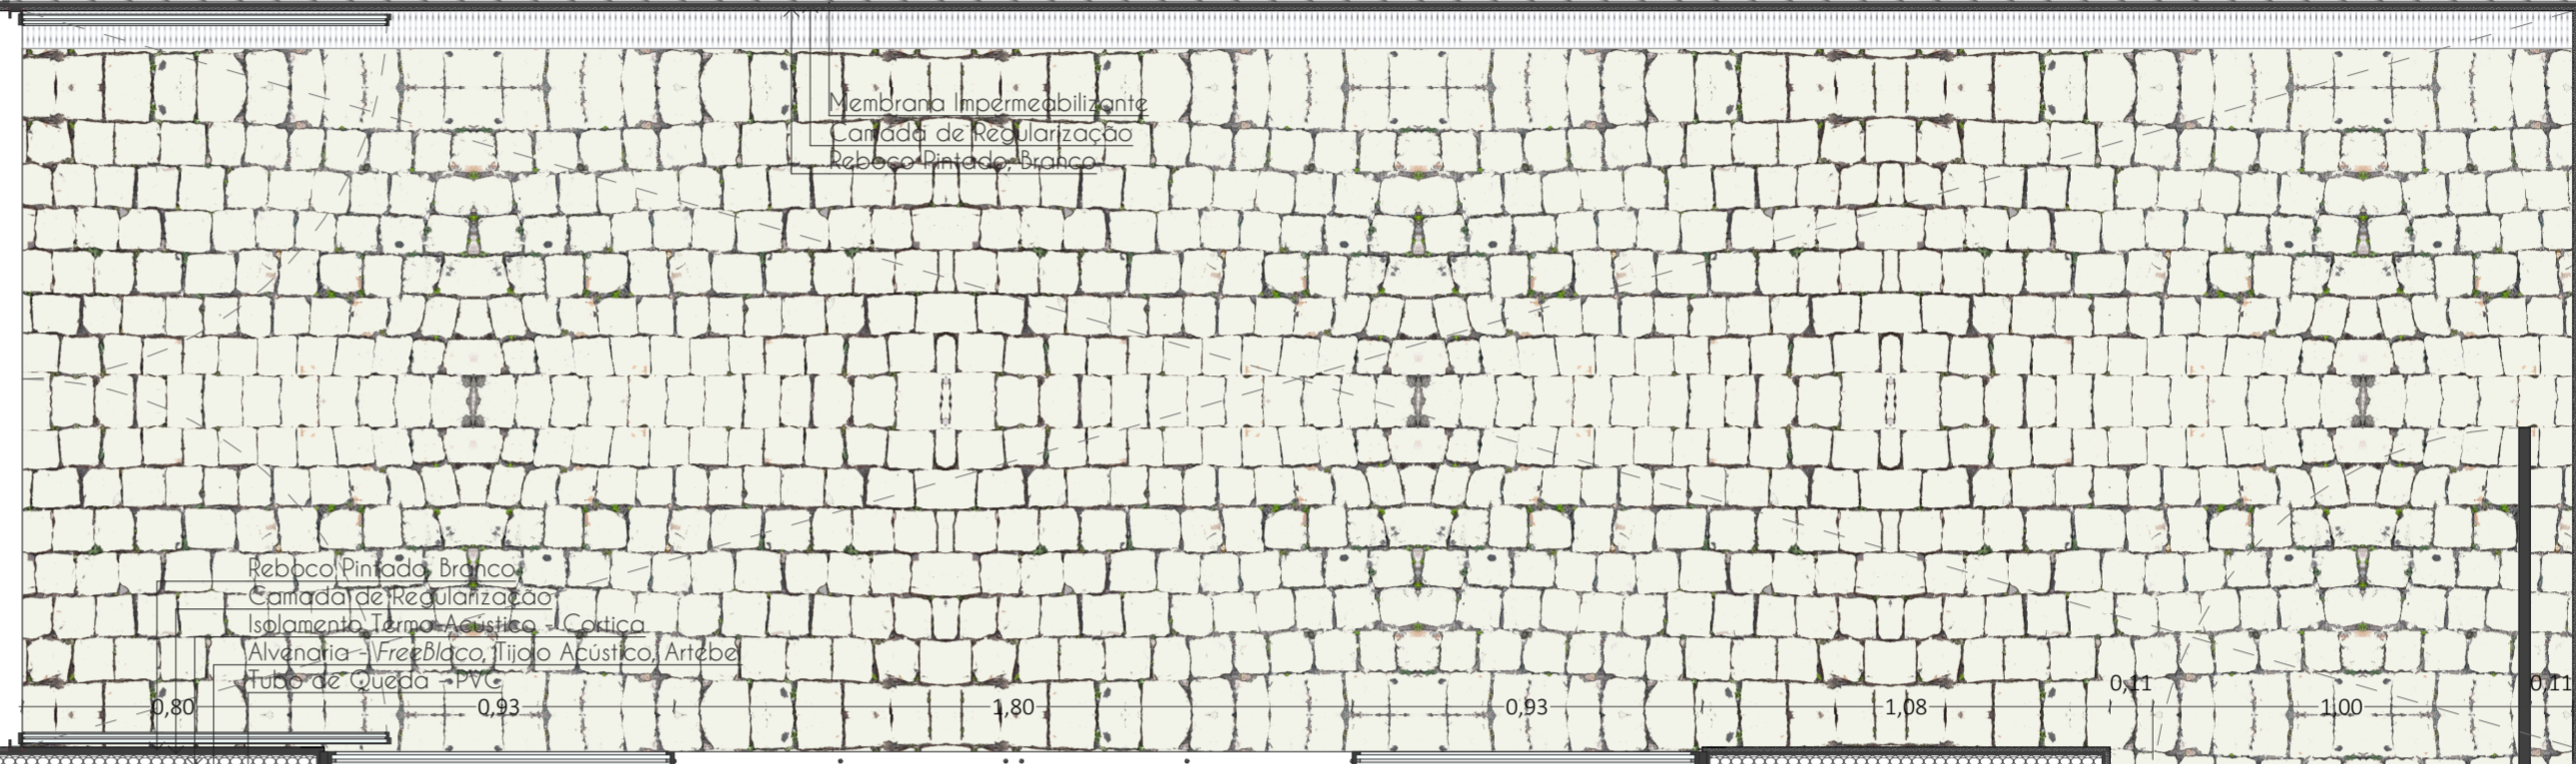 Membrana Impermeabilizante
Camada de Regularização
Reboco Pintado, Branco
Reboco Pintado, Branco
Camada de Regularização
Isolamento Termo-Acústico - Cortiça
Alvenaria - FreeBloco, Tijolo Acústico, Artebel
Tubo de Queda - PVC
0,80
0,93
1,80
0,93
1,08
0,11
1,00
0,11